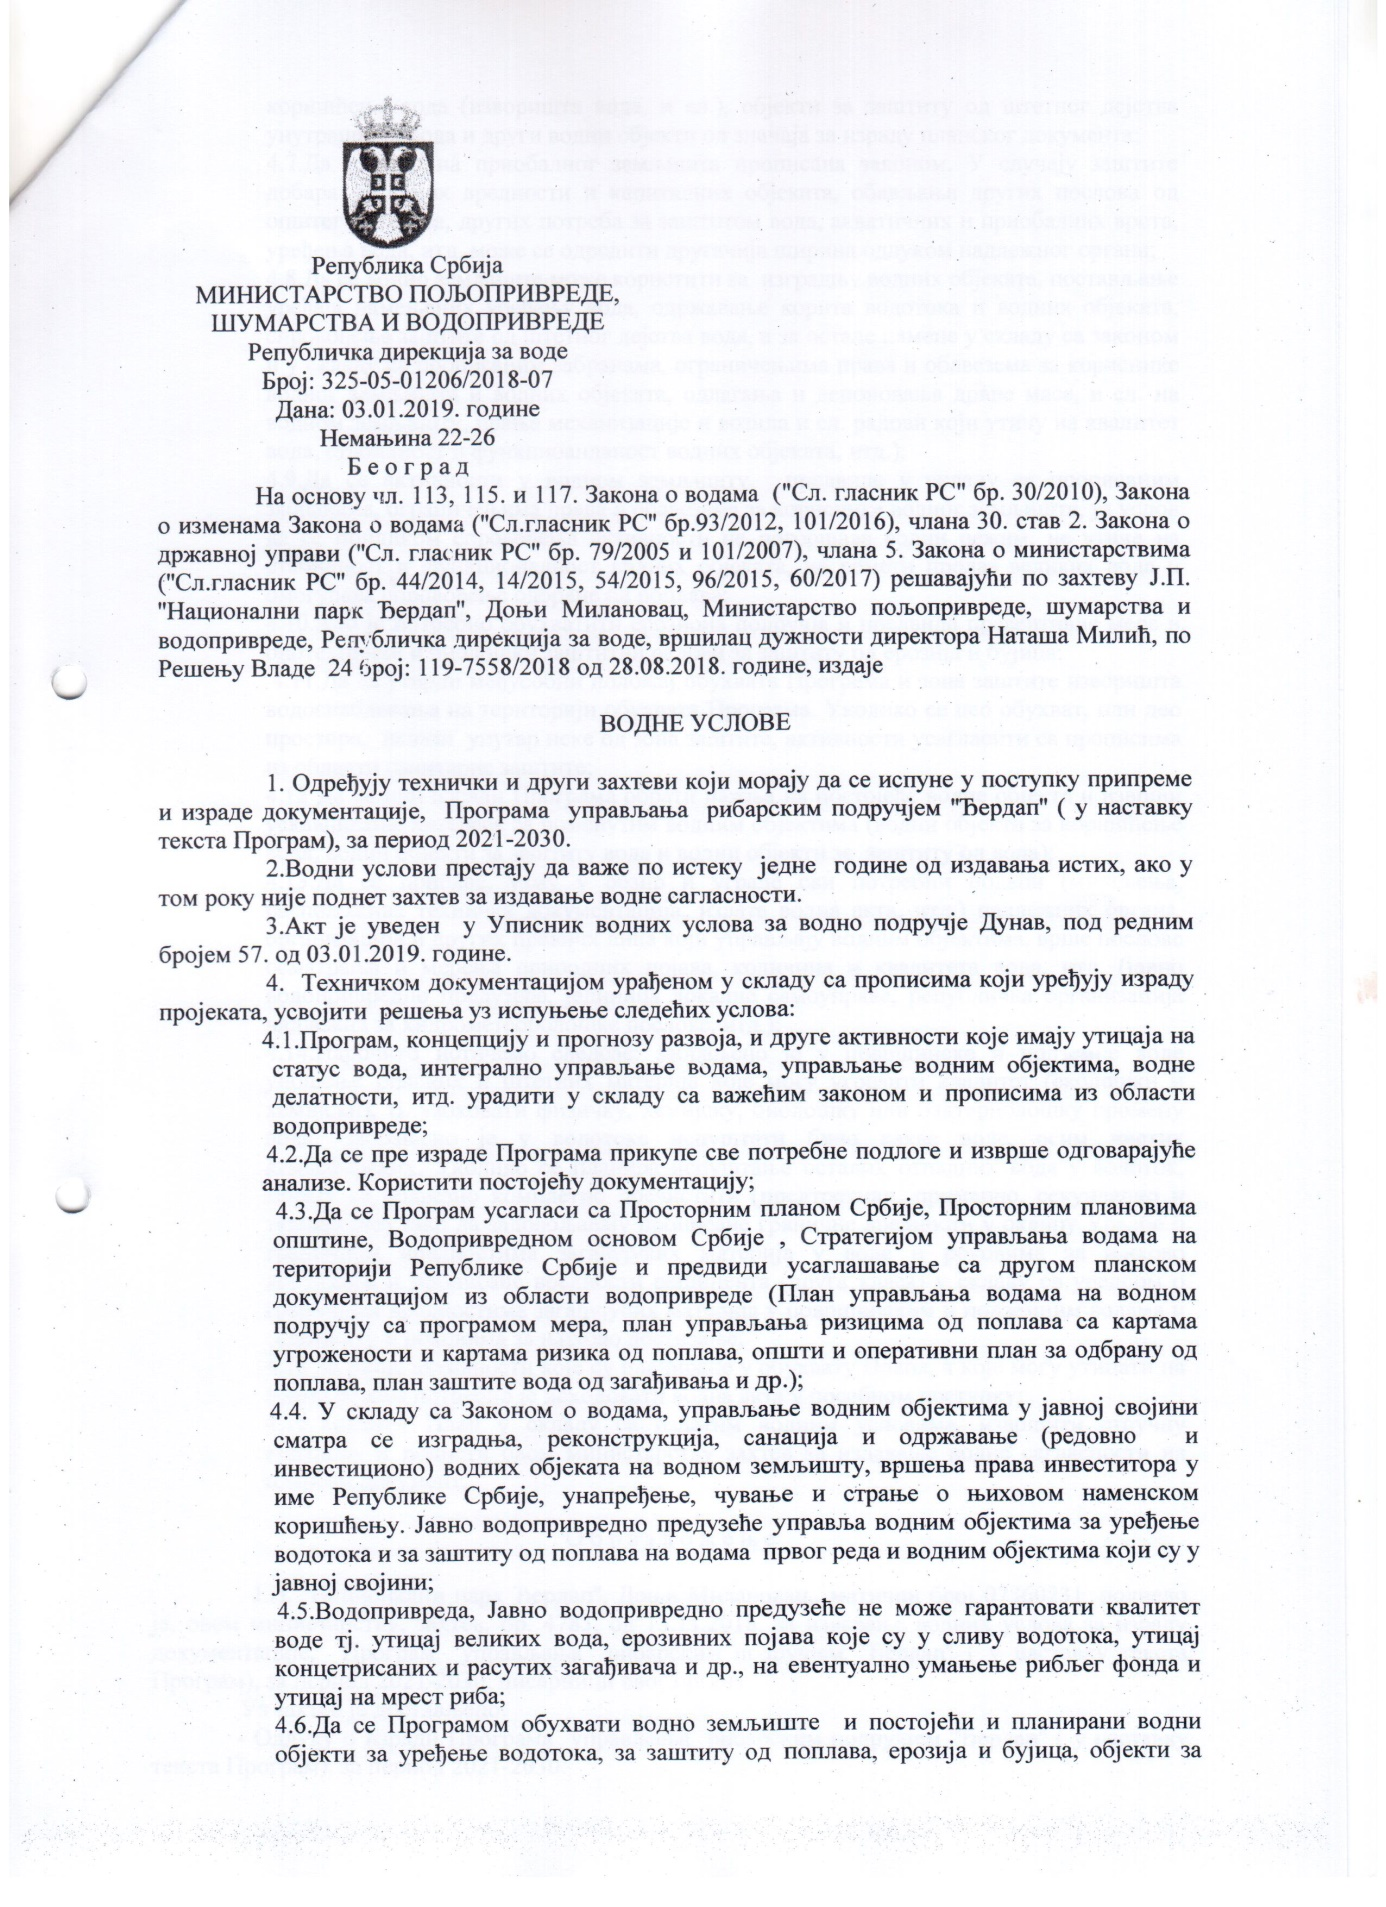 Република Србија
МИНИСТАРСТВО ПОЉОПРИВРЕДЕ,
ШУМАРСТВА И ВОДОПРИВРЕДЕ
Републичка дирекција за воде
Број: 325-05-01206/2018-07
Дана: 03.01.2019. године
Немањина 22-26
Б е о г р а д
На основу чл. 113, 115. и 117. Закона о водама ("Сл. гласник РС" бр. 30/2010), Закона
о изменама Закона о водама ("Сл.гласник РС" бр.93/2012, 101/2016), члана 30. став 2. Закона о
државној управи ("Сл. гласник РС" бр. 79/2005 и 101/2007), члана 5. Закона о министарствима
("Сл.гласник РС" бр. 44/2014, 14/2015, 54/2015, 96/2015, 60/2017) решавајући по захтеву Ј.П.
"Национални парк Ђердап", Доњи Милановац, Министарство пољопривреде, шумарства и
водопривреде, Републичка дирекција за воде, вршилац дужности директора Наташа Милић, по
Решењу Владе 24 број: 119-7558/2018 од 28.08.2018. године, издаје
ВОДНЕ УСЛОВЕ
1. Одређују технички и други захтеви који морају да се испуне у поступку припреме
и израде документације, Програма управљања рибарским подручјем "Ђердап" ( у наставку
текста Програм), за период 2021-2030.
2.Водни услови престају да важе по истеку једне године од издавања истих, ако у
том року није поднет захтев за издавање водне сагласности.
3.Акт је уведен у Уписник водних услова за водно подручје Дунав, под редним
бројем 57. од 03.01.2019. године.
4. Техничком документацијом урађеном у складу са прописима који уређују израду
пројеката, усвојити решења уз испуњење следећих услова:
4.1.Програм, концепцију и прогнозу развоја, и друге активности које имају утицаја на
статус вода, интегрално управљање водама, управљање водним објектима, водне
делатности, итд. урадити у складу са важећим законом и прописима из области
водопривреде;
4.2.Да се пре израде Програма прикупе све потребне подлоге и изврше одговарајуће
анализе. Користити постојећу документацију;
4.3.Да се Програм усагласи са Просторним планом Србије, Просторним плановима
општине, Водопривредном основом Србије , Стратегијом управљања водама на
територији Републике Србије и предвиди усаглашавање са другом планском
документацијом из области водопривреде (План управљања водама на водном
подручју са програмом мера, план управљања ризицима од поплава са картама
угрожености и картама ризика од поплава, општи и оперативни план за одбрану од
поплава, план заштите вода од загађивања и др.);
4.4. У складу са Законом о водама, управљање водним објектима у јавној својини
сматра се изградња, реконструкција, санација и одржавање (редовно и
инвестиционо) водних објеката на водном земљишту, вршења права инвеститора у
име Републике Србије, унапређење, чување и страње о њиховом наменском
коришћењу. Јавно водопривредно предузеће управља водним објектима за уређење
водотока и за заштиту од поплава на водама првог реда и водним објектима који су у
јавној својини;
4.5.Водопривреда, Јавно водопривредно предузеће не може гарантовати квалитет
воде тј. утицај великих вода, ерозивних појава које су у сливу водотока, утицај
концетрисаних и расутих загађивача и др., на евентуално умањење рибљег фонда и
утицај на мрест риба;
4.6.Да се Програмом обухвати водно земљиште и постојећи и планирани водни
објекти за уређење водотока, за заштиту од поплава, ерозија и бујица, објекти за